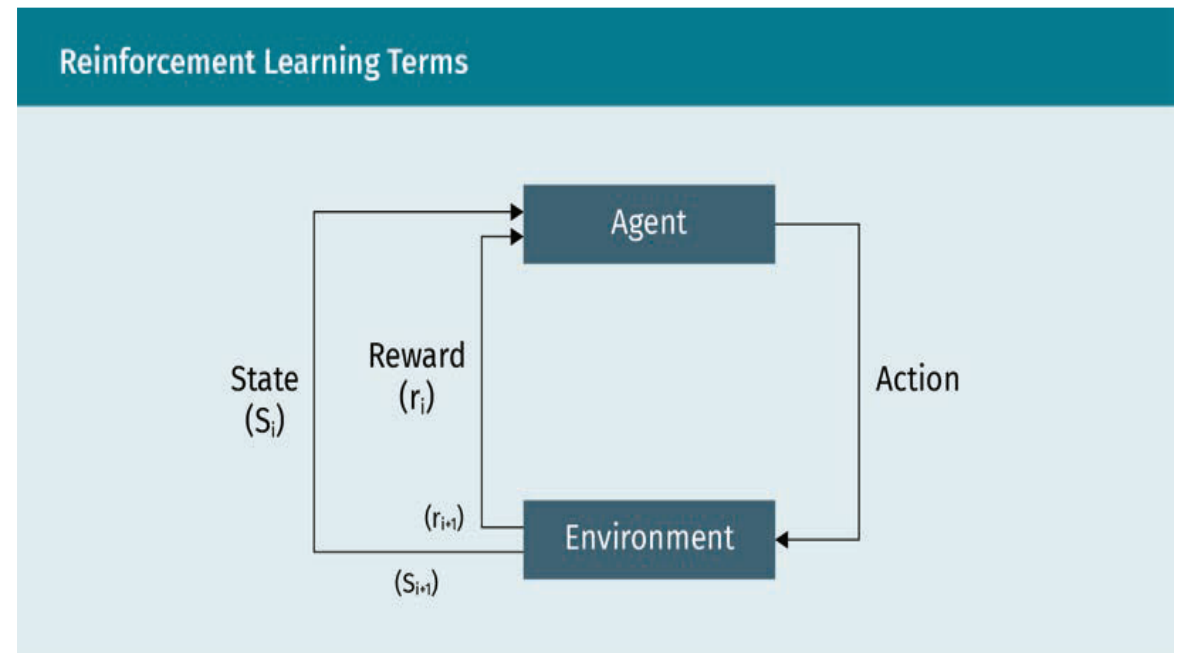 Reinforcement Learning Terms
Agent
Reward
(rᵢ)
State
(Sᵢ)
Action
(rᵢ₊₁)
Environment
(Sᵢ₊₁)